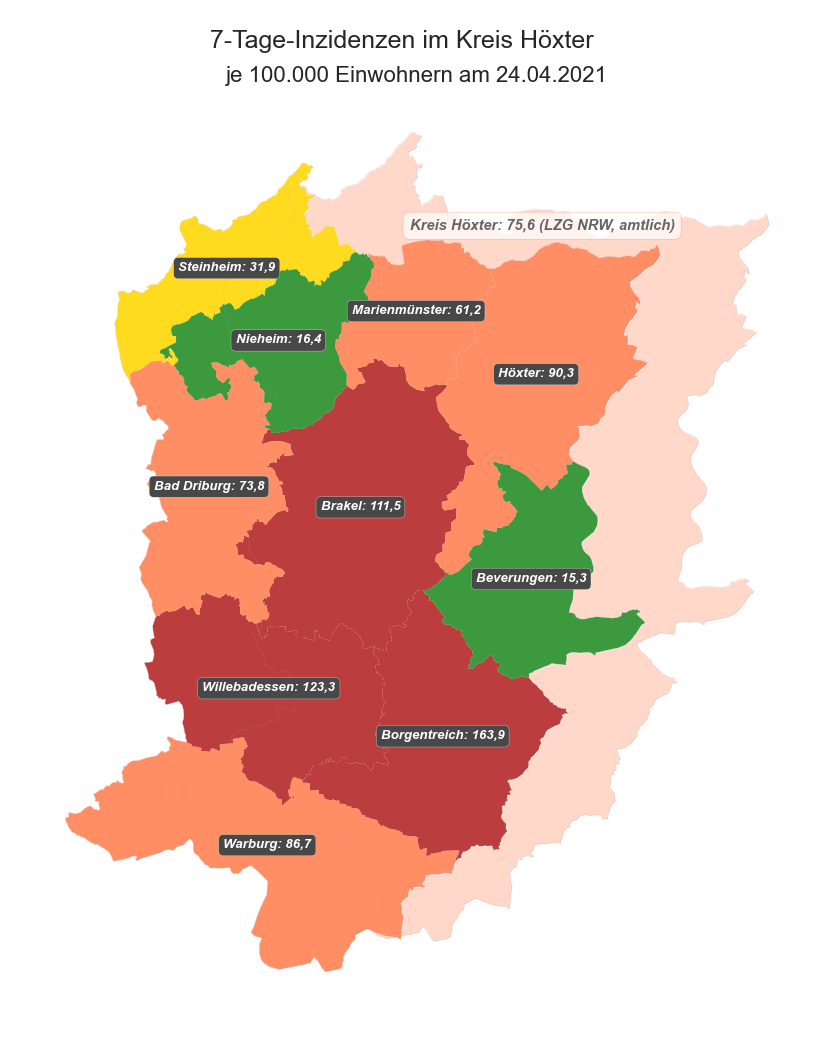 7-Tage-Inzidenzen im Kreis Höxter
je 100.000 Einwohnern am 24.04.2021
Kreis Höxter: 75,6 (LZG NRW, amtlich)
Steinheim: 31,9
Marienmünster: 61,2
Nieheim: 16,4
Höxter: 90,3
Bad Driburg: 73,8
Brakel: 111,5
Beverungen: 15,3
Willebadessen: 123,3
Borgentreich: 163,9
Warburg: 86,7